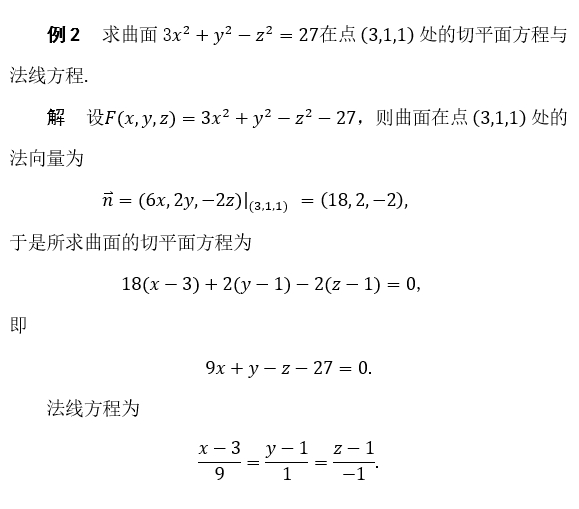 例 2 求曲面 3x² + y² − z² = 27在点 (3,1,1) 处的切平面方程与
法线方程.
解 设F(x, y, z) = 3x² + y² − z² − 27，则曲面在点 (3,1,1) 处的
法向量为
n⃗ = (6x, 2y, −2z)|₍₃,₁,₁₎ = (18, 2, −2),
于是所求曲面的切平面方程为
18(x − 3) + 2(y − 1) − 2(z − 1) = 0,
即
9x + y − z − 27 = 0.
法线方程为
(x − 3)/9 = (y − 1)/1 = (z − 1)/−1.